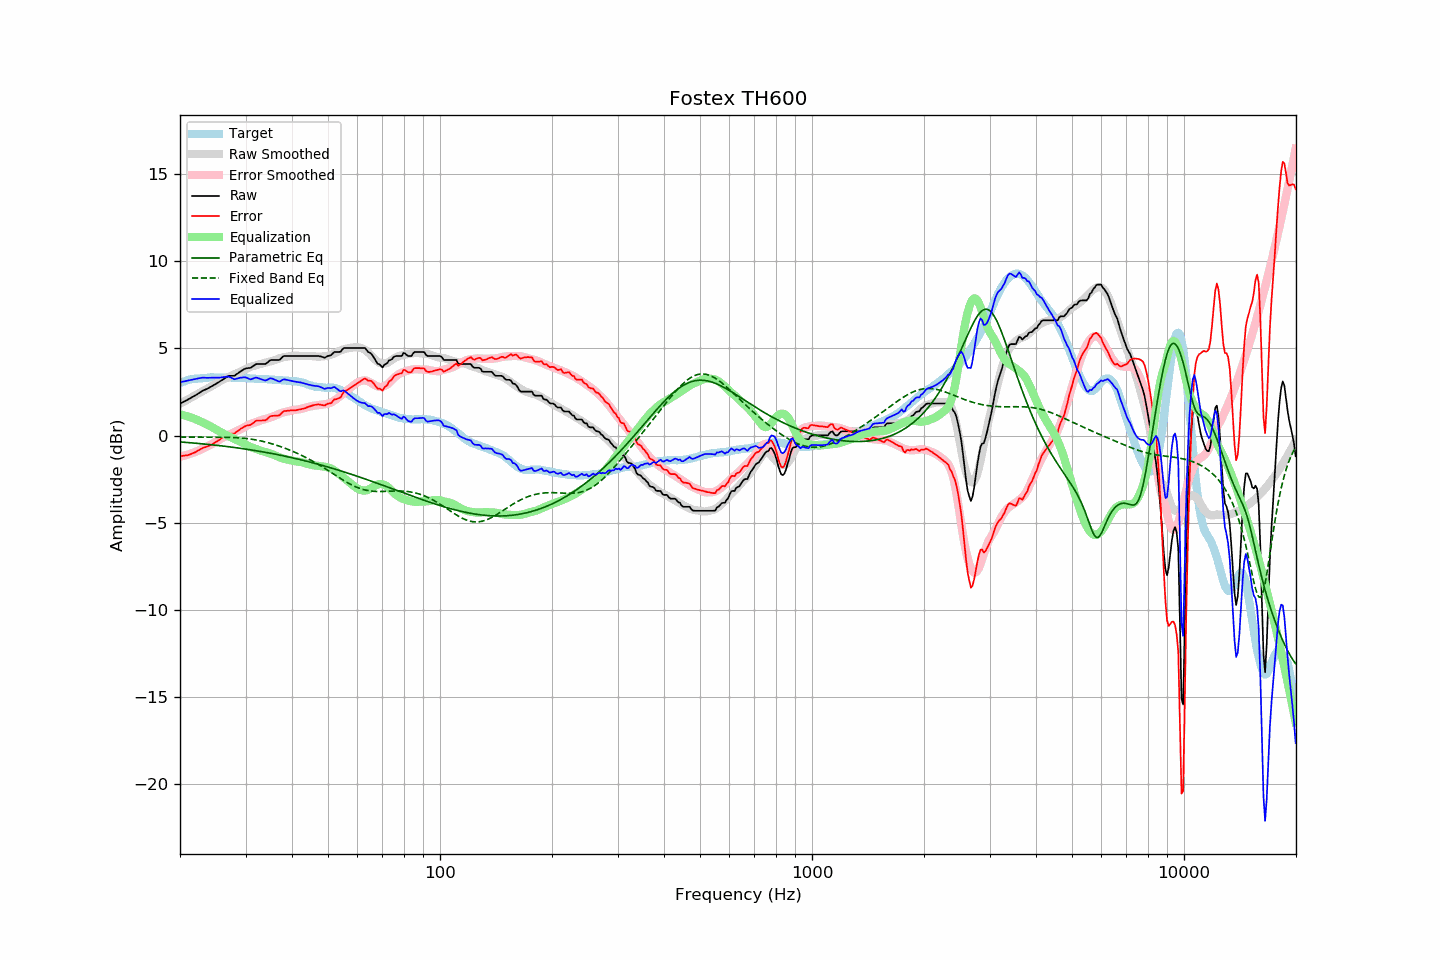 Fostex TH600
Target
Raw Smoothed
Error Smoothed
Raw
Error
Equalization
Parametric Eq
Fixed Band Eq
Equalized
15
10
5
0
−5
−10
−15
−20
Amplitude (dBr)
100
1000
10000
Frequency (Hz)